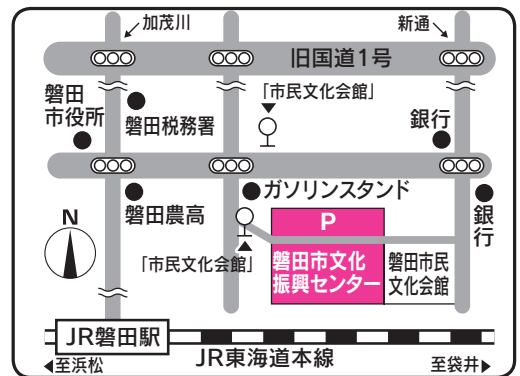 加茂川
新通
旧国道1号
「市民文化会館」
磐田
市役所
磐田税務署
銀行
ガソリンスタンド
磐田農高
銀行
P
N
「市民文化会館」
磐田市文化
振興センター
磐田市民
文化会館
JR磐田駅
JR東海道本線
◀至浜松
至袋井▶